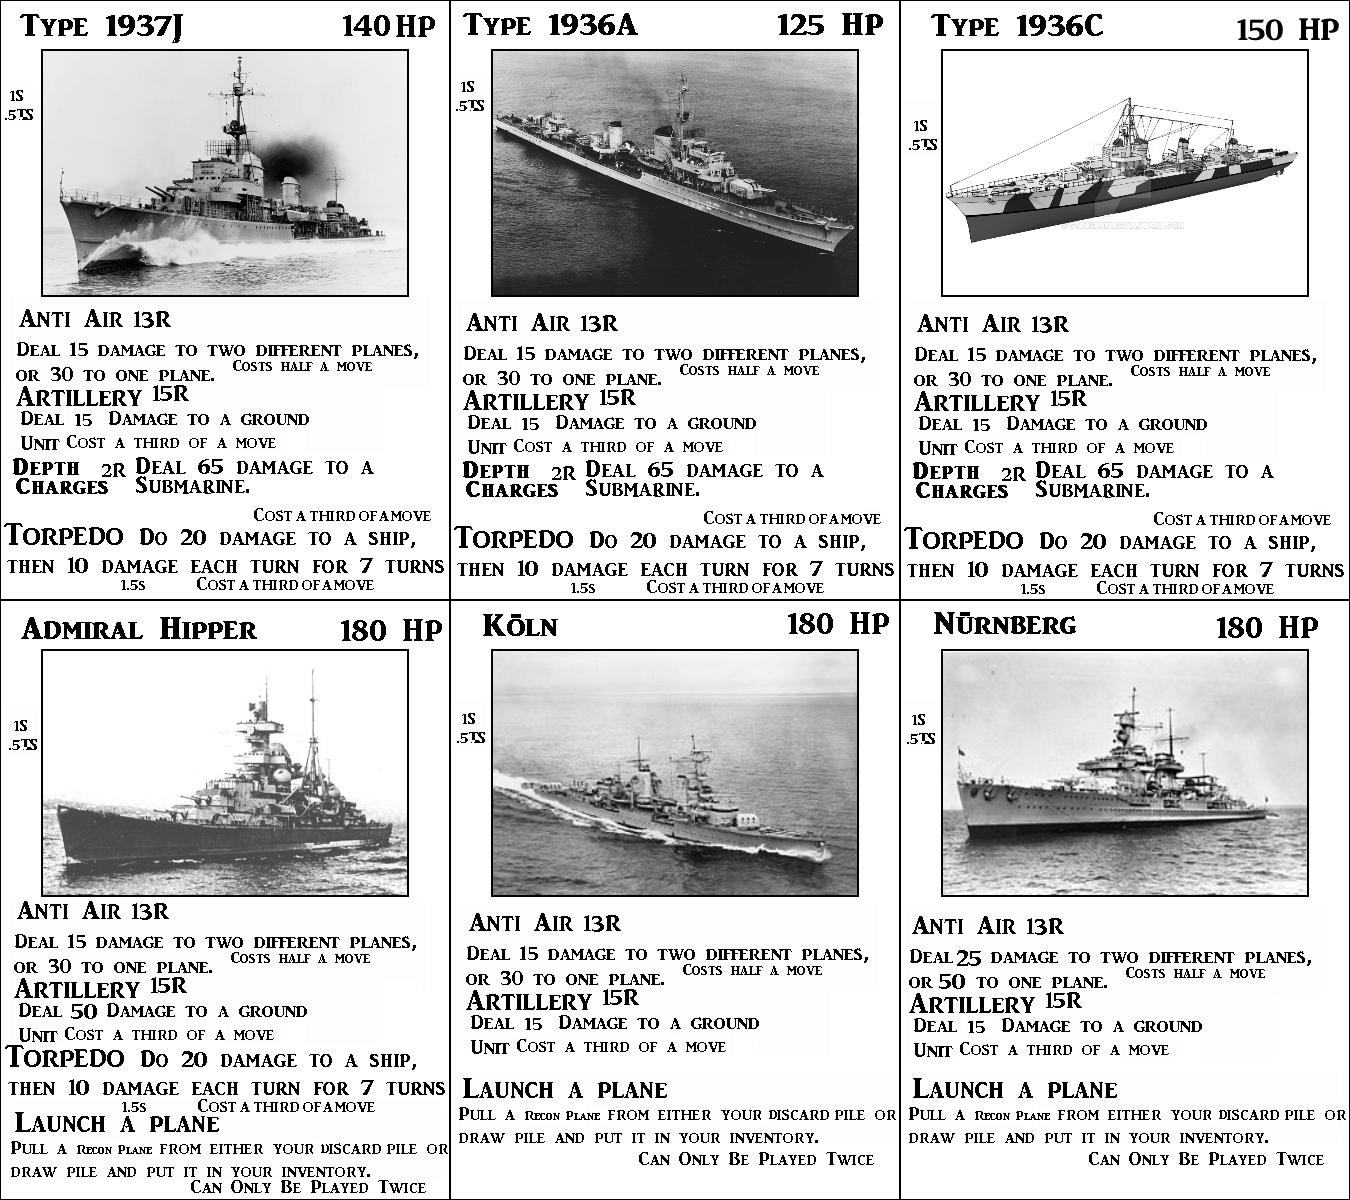 Type 1937J 140 HP
1S
.5TS
Anti Air 13R
Deal 15 damage to two different planes,
or 30 to one plane. Costs half a move
Artillery 15R
Deal 15 Damage to a ground
Unit Cost a third of a move
Depth Charges 2R Deal 65 damage to a
Submarine.
Cost a third of a move
Torpedo Do 20 damage to a ship,
then 10 damage each turn for 7 turns
1.5s Cost a third of a move
Type 1936A 125 HP
1S
.5TS
Anti Air 13R
Deal 15 damage to two different planes,
or 30 to one plane. Costs half a move
Artillery 15R
Deal 15 Damage to a ground
Unit Cost a third of a move
Depth Charges 2R Deal 65 damage to a
Submarine.
Cost a third of a move
Torpedo Do 20 damage to a ship,
then 10 damage each turn for 7 turns
1.5s Cost a third of a move
Type 1936C 150 HP
1S
.5TS
Anti Air 13R
Deal 15 damage to two different planes,
or 30 to one plane. Costs half a move
Artillery 15R
Deal 15 Damage to a ground
Unit Cost a third of a move
Depth Charges 2R Deal 65 damage to a
Submarine.
Cost a third of a move
Torpedo Do 20 damage to a ship,
then 10 damage each turn for 7 turns
1.5s Cost a third of a move
Admiral Hipper 180 HP
1S
.5TS
Anti Air 13R
Deal 15 damage to two different planes,
or 30 to one plane. Costs half a move
Artillery 15R
Deal 50 Damage to a ground
Unit Cost a third of a move
Torpedo Do 20 damage to a ship,
then 10 damage each turn for 7 turns
1.5s Cost a third of a move
Launch a plane
Pull a Recon Plane from either your discard pile or
draw pile and put it in your inventory.
Can Only Be Played Twice
Köln 180 HP
1S
.5TS
Anti Air 13R
Deal 15 damage to two different planes,
or 30 to one plane. Costs half a move
Artillery 15R
Deal 15 Damage to a ground
Unit Cost a third of a move
Launch a plane
Pull a Recon Plane from either your discard pile or
draw pile and put it in your inventory.
Can Only Be Played Twice
Nürnberg 180 HP
1S
.5TS
Anti Air 13R
Deal 25 damage to two different planes,
or 50 to one plane. Costs half a move
Artillery 15R
Deal 15 Damage to a ground
Unit Cost a third of a move
Launch a plane
Pull a Recon Plane from either your discard pile or
draw pile and put it in your inventory.
Can Only Be Played Twice